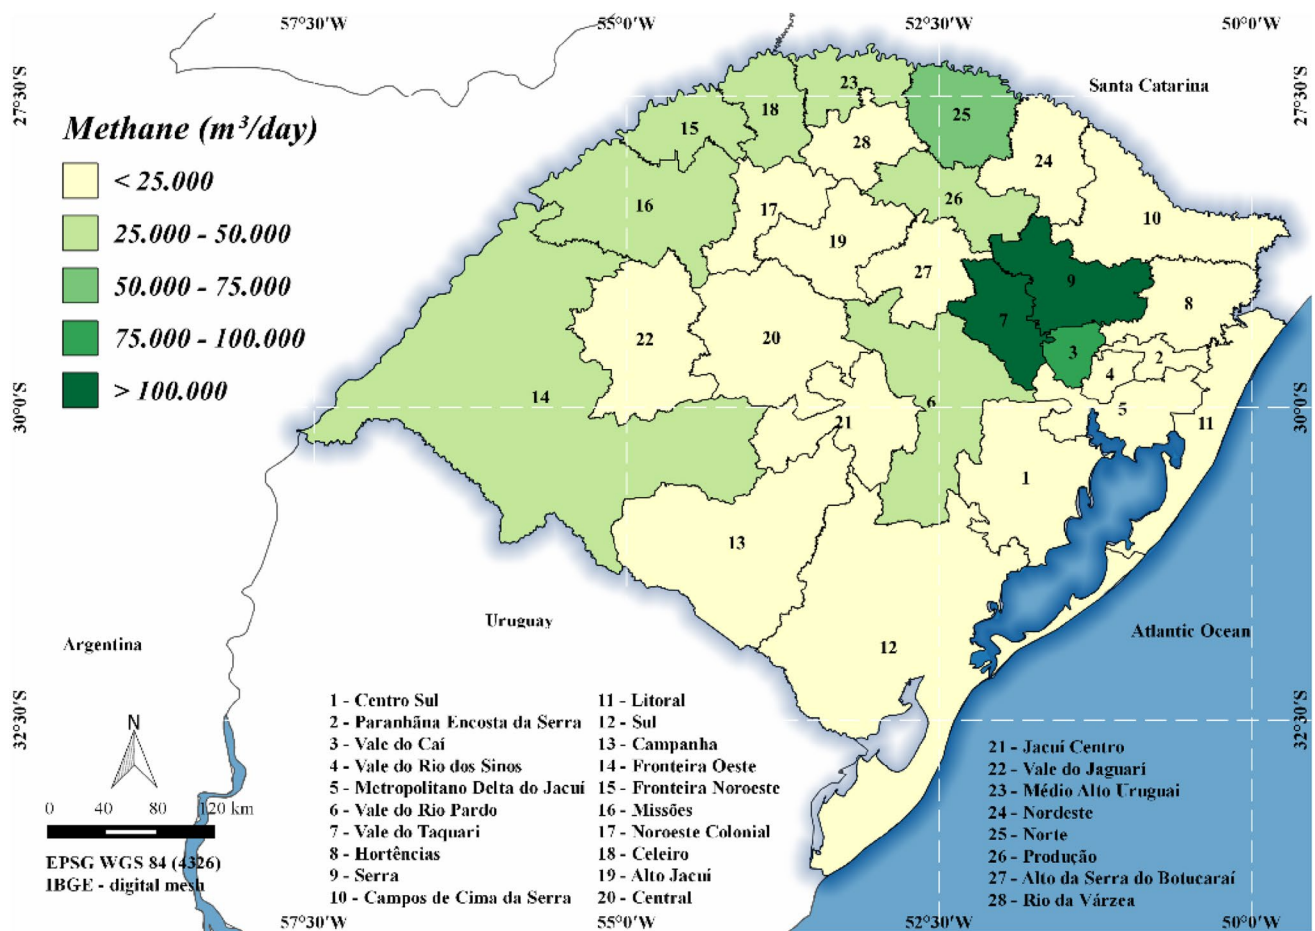 57°30'W 55°0'W 52°30'W 50°0'W
27°30'S
27°30'S
Santa Catarina
Methane (m³/day)
< 25.000
25.000 - 50.000
50.000 - 75.000
75.000 - 100.000
> 100.000
23
18
25
15
28
24
16
26
17
10
19
27
9
8
22
20
7
3
2
4
14
6
5
11
21
1
13
12
30°0'S
30°0'S
Uruguay
Argentina
Atlantic Ocean
32°30'S
32°30'S
N
0 40 80 120 km
EPSG WGS 84 (4326)
IBGE - digital mesh
1 - Centro Sul
2 - Paranhãna Encosta da Serra
3 - Vale do Caí
4 - Vale do Rio dos Sinos
5 - Metropolitano Delta do Jacuí
6 - Vale do Rio Pardo
7 - Vale do Taquari
8 - Hortências
9 - Serra
10 - Campos de Cima da Serra
11 - Litoral
12 - Sul
13 - Campanha
14 - Fronteira Oeste
15 - Fronteira Noroeste
16 - Missões
17 - Noroeste Colonial
18 - Celeiro
19 - Alto Jacuí
20 - Central
21 - Jacuí Centro
22 - Vale do Jaguarí
23 - Médio Alto Uruguai
24 - Nordeste
25 - Norte
26 - Produção
27 - Alto da Serra do Botucaraí
28 - Rio da Várzea
57°30'W 55°0'W 52°30'W 50°0'W